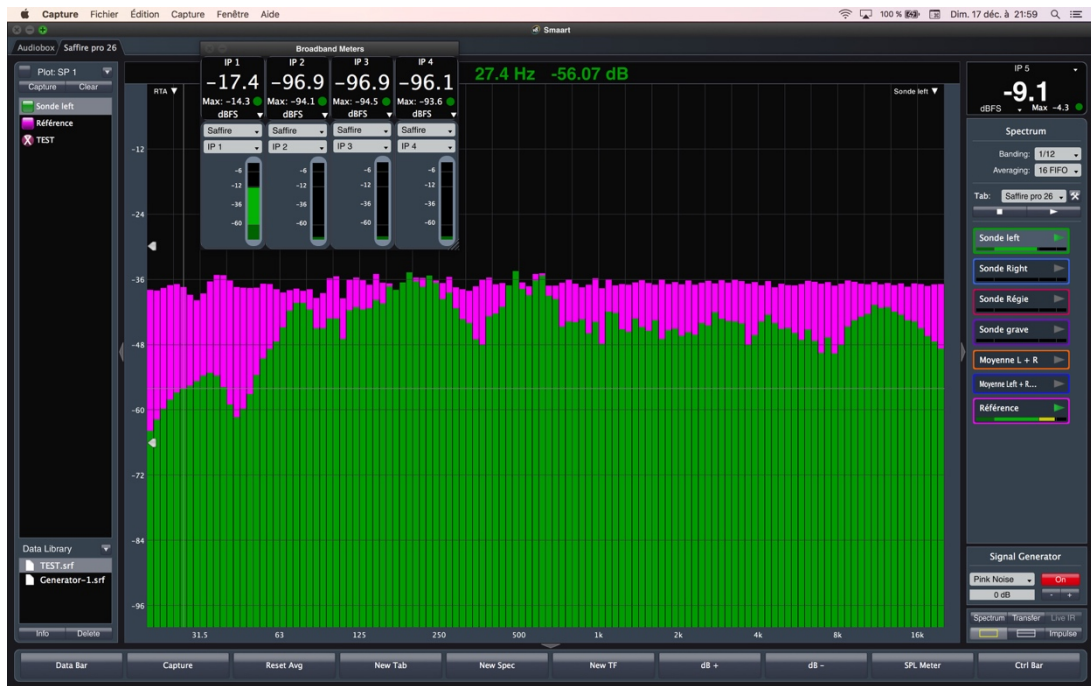 Capture Fichier Édition Capture Fenêtre Aide 100 % Dim. 17 déc. à 21:59
Smaart
Audiobox Saffire pro 26
Broadband Meters
Plot: SP 1
Capture Clear
Sonde left
Référence
TEST
IP 1 IP 2 IP 3 IP 4
-17.4 -96.9 -96.9 -96.1
Max: -14.3 Max: -94.1 Max: -94.5 Max: -93.6
dBFS dBFS dBFS dBFS
Saffire Saffire Saffire Saffire
IP 1 IP 2 IP 3 IP 4
-6 -6 -6 -6
-12 -12 -12 -12
-36 -36 -36 -36
-60 -60 -60 -60
27.4 Hz -56.07 dB
RTA ▼ Sonde left ▼
-12
-24
-36
-48
-60
-72
-84
-96
31.5 63 125 250 500 1k 2k 4k 8k 16k
IP 5
-9.1
dBFS Max -4.3
Spectrum
Banding: 1/12
Averaging: 16 FIFO
Tab: Saffire pro 26
Sonde left
Sonde Right
Sonde Régie
Sonde grave
Moyenne L + R
Moyenne Left + R...
Référence
Data Library
TEST.srf
Generator-1.srf
Info Delete
Signal Generator
Pink Noise On
0 dB - +
Spectrum Transfer Live IR
Impulse
Data Bar Capture Reset Avg New Tab New Spec New TF dB + dB - SPL Meter Ctrl Bar